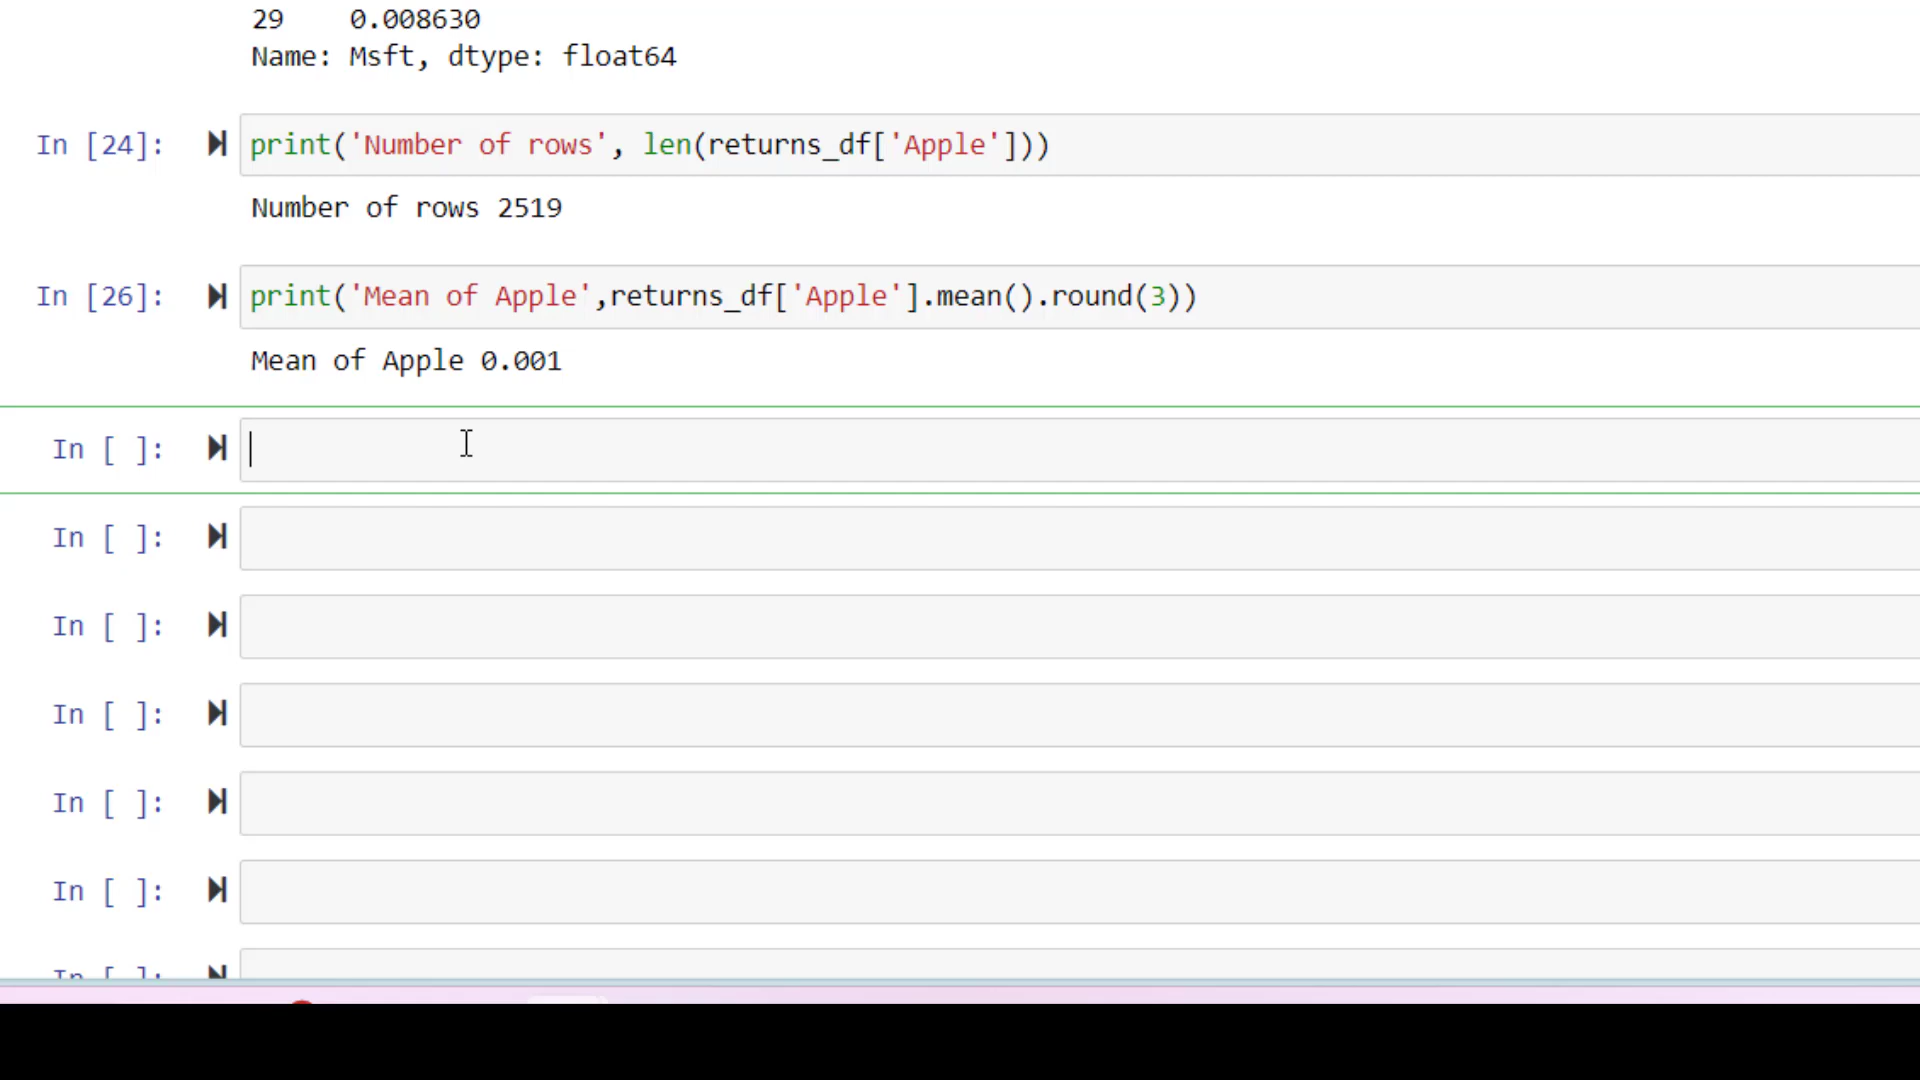 29    0.008630
Name: Msft, dtype: float64
In [24]: print('Number of rows', len(returns_df['Apple']))
Number of rows 2519
In [26]: print('Mean of Apple',returns_df['Apple'].mean().round(3))
Mean of Apple 0.001
In [ ]:
In [ ]:
In [ ]:
In [ ]:
In [ ]:
In [ ]:
In [ ]: